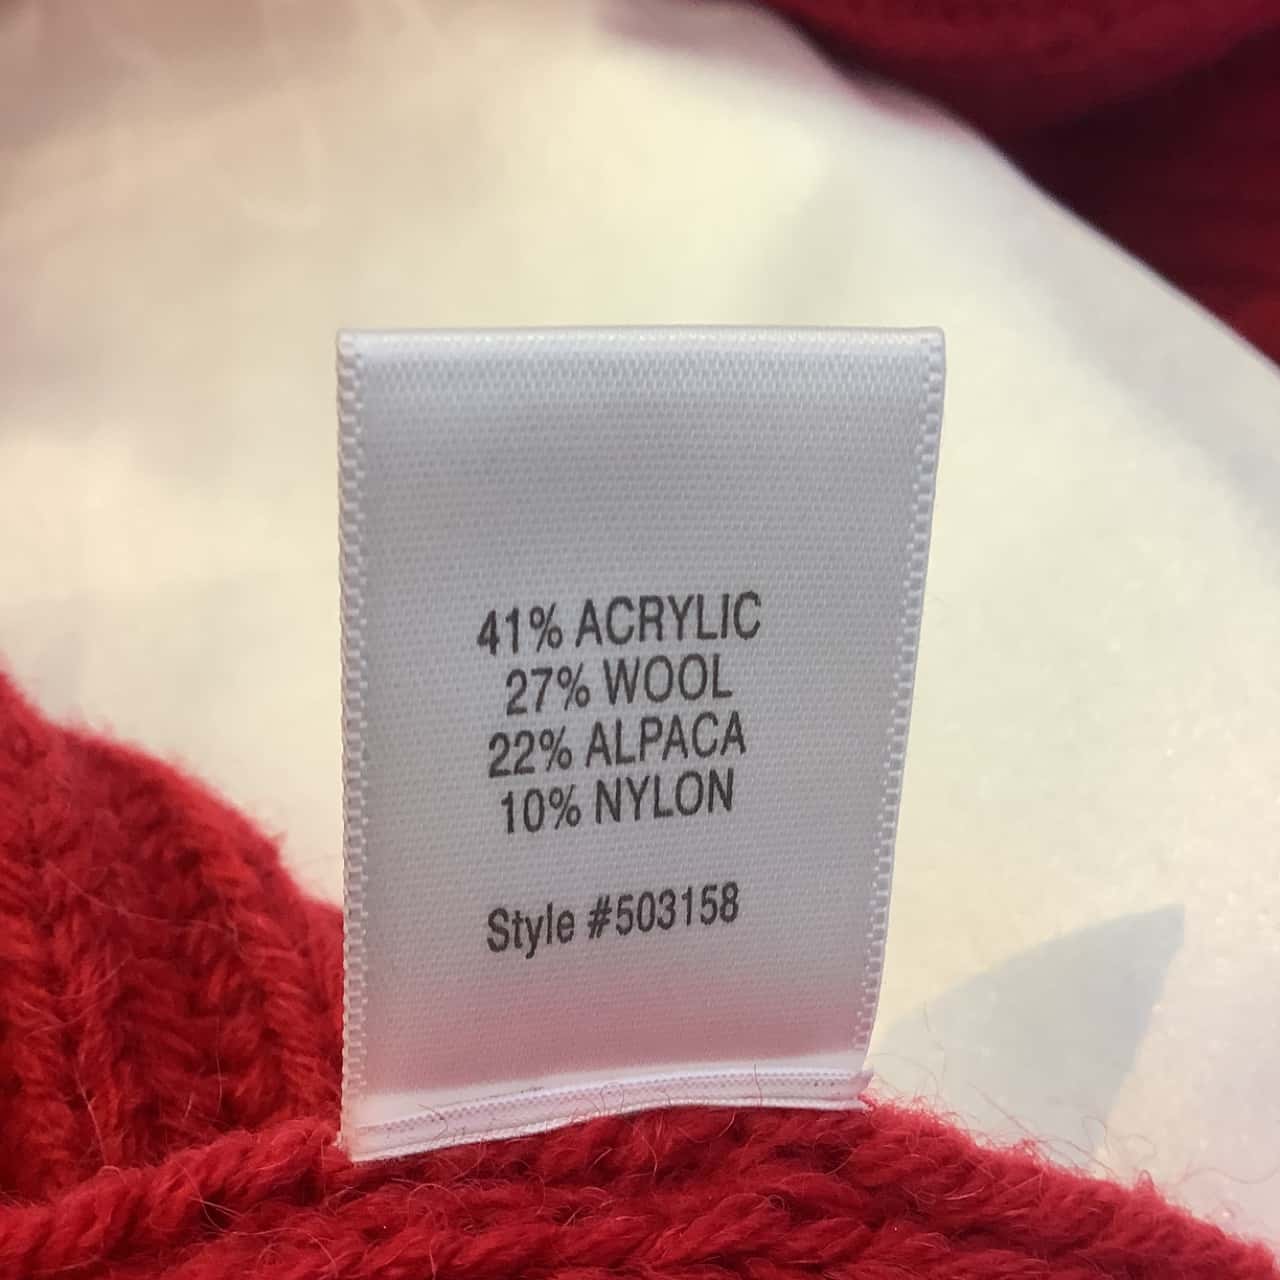 41% ACRYLIC
27% WOOL
22% ALPACA
10% NYLON
Style #503158